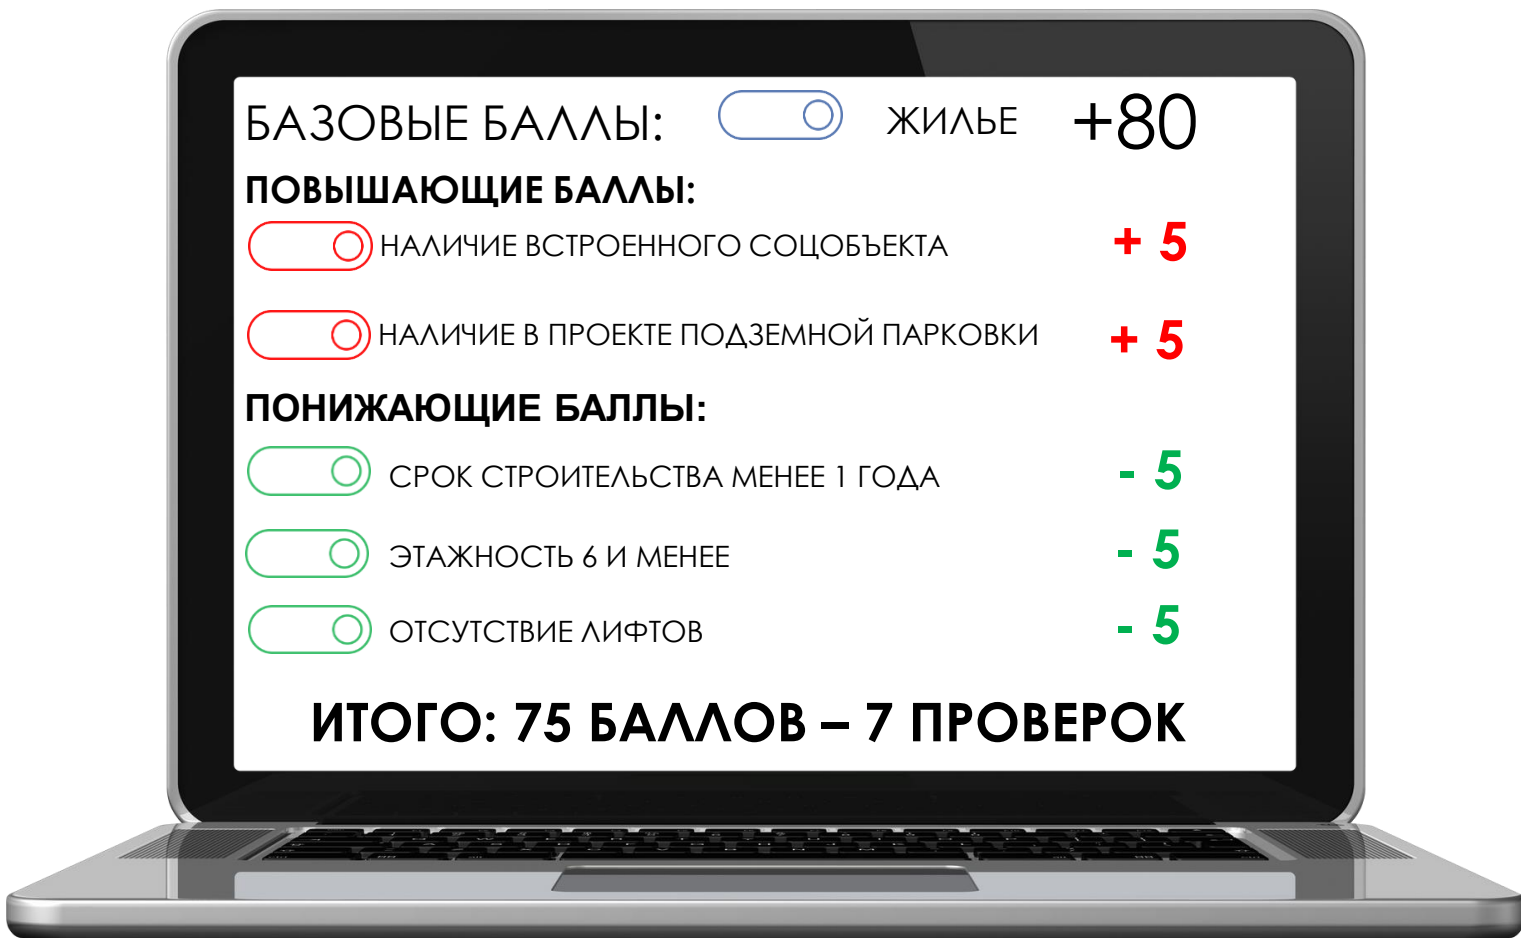 БАЗОВЫЕ БАЛЛЫ: ЖИЛЬЕ +80
ПОВЫШАЮЩИЕ БАЛЛЫ:
НАЛИЧИЕ ВСТРОЕННОГО СОЦОБЪЕКТА + 5
НАЛИЧИЕ В ПРОЕКТЕ ПОДЗЕМНОЙ ПАРКОВКИ + 5
ПОНИЖАЮЩИЕ БАЛЛЫ:
СРОК СТРОИТЕЛЬСТВА МЕНЕЕ 1 ГОДА - 5
ЭТАЖНОСТЬ 6 И МЕНЕЕ - 5
ОТСУТСТВИЕ ЛИФТОВ - 5
ИТОГО: 75 БАЛЛОВ – 7 ПРОВЕРОК